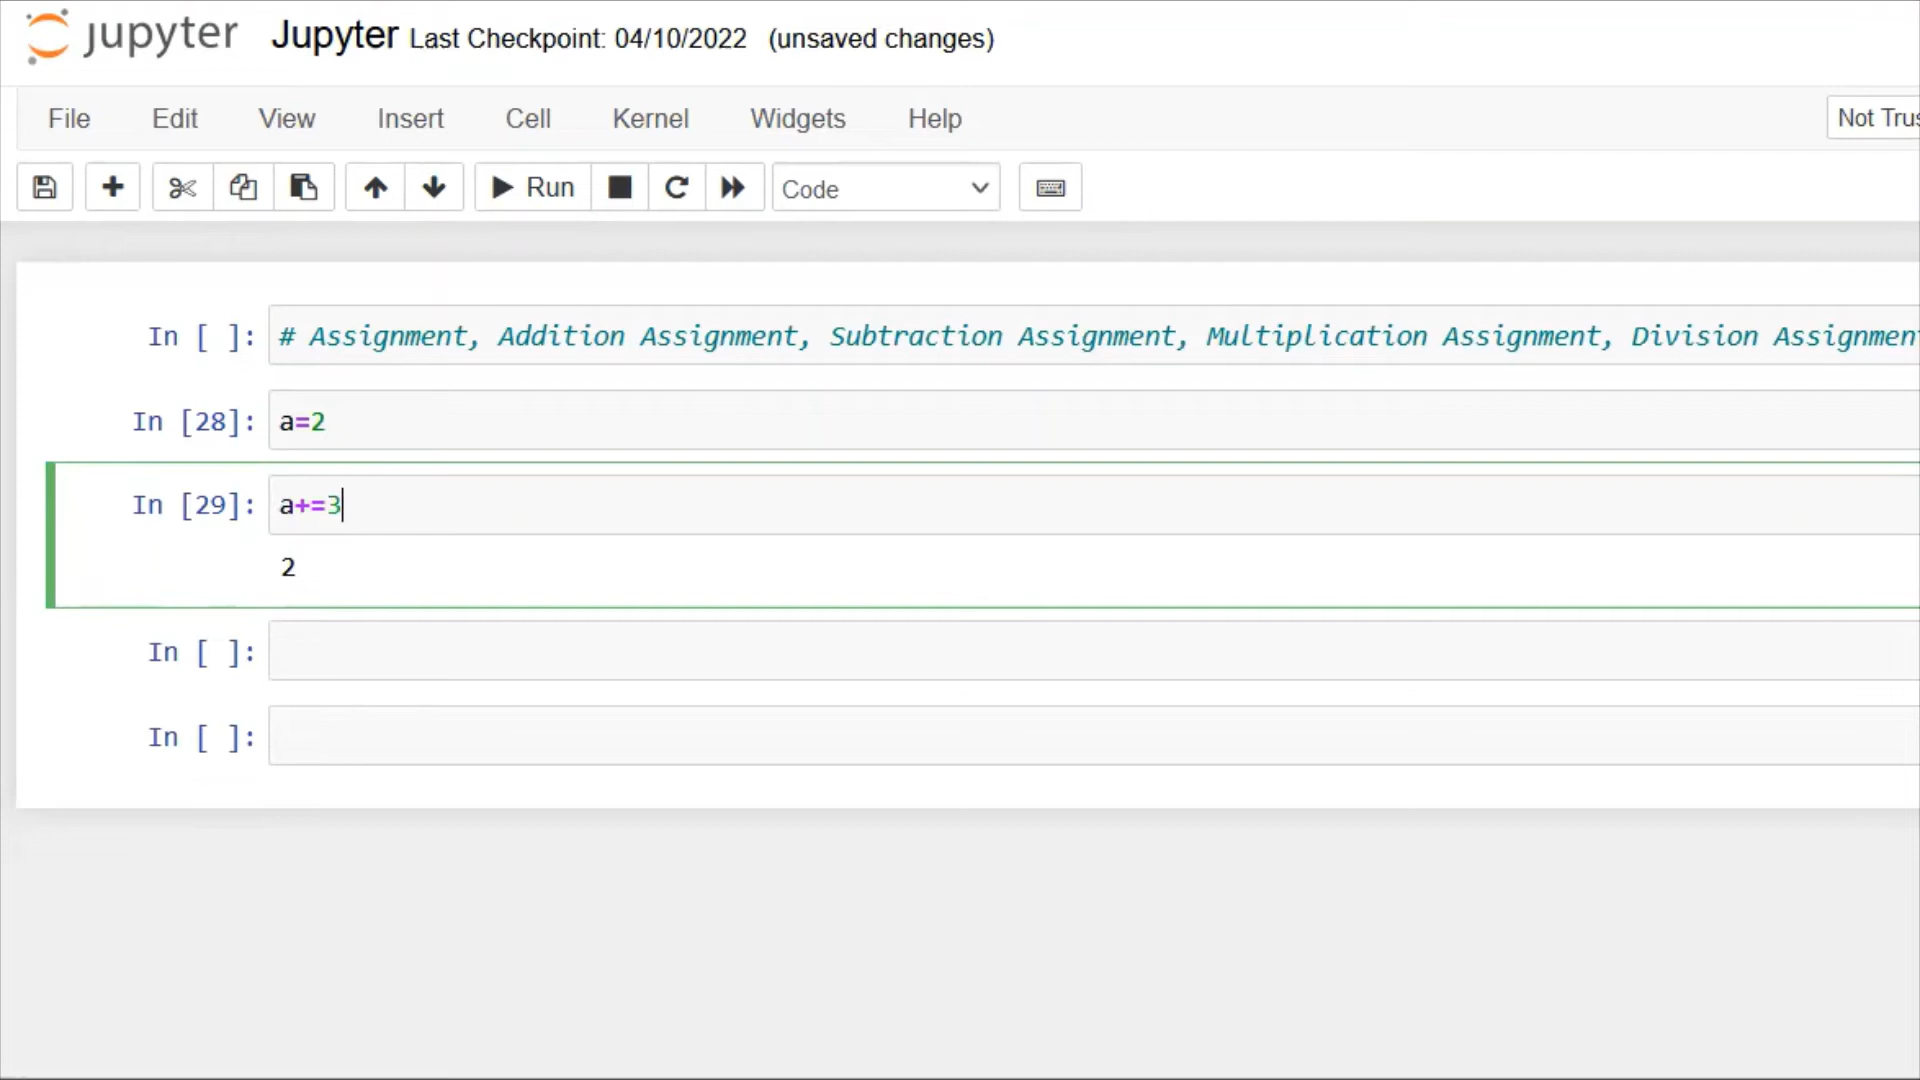 jupyter Jupyter Last Checkpoint: 04/10/2022 (unsaved changes)
File Edit View Insert Cell Kernel Widgets Help Not Trus
Run Code
In [ ]: # Assignment, Addition Assignment, Subtraction Assignment, Multiplication Assignment, Division Assignmen
In [28]: a=2
In [29]: a+=3
2
In [ ]:
In [ ]: